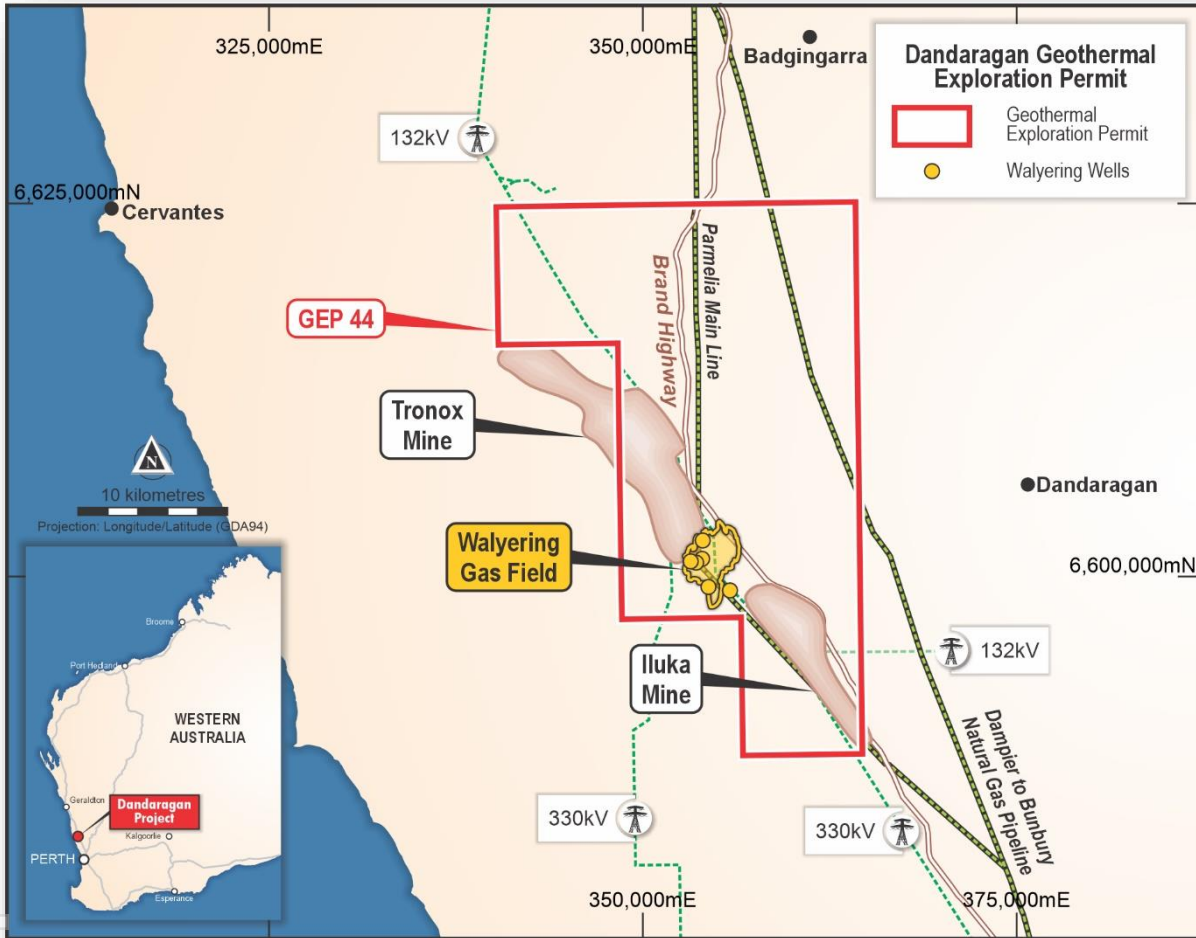 325,000mE
350,000mE
Badgingarra
Dandaragan Geothermal
Exploration Permit
Geothermal
Exploration Permit
Walyering Wells
132kV
6,625,000mN
Cervantes
Parmelia Main Line
Brand Highway
GEP 44
Tronox
Mine
N
10 kilometres
Projection: Longitude/Latitude (GDA94)
Dandaragan
Walyering
Gas Field
6,600,000mN
Iluka
Mine
132kV
Dampier to Bunbury
Natural Gas Pipeline
330kV
330kV
350,000mE
375,000mE
Broome
Port Hedland
WESTERN
AUSTRALIA
Geraldton
Dandaragan
Project
Kalgoorlie
PERTH
Esperance